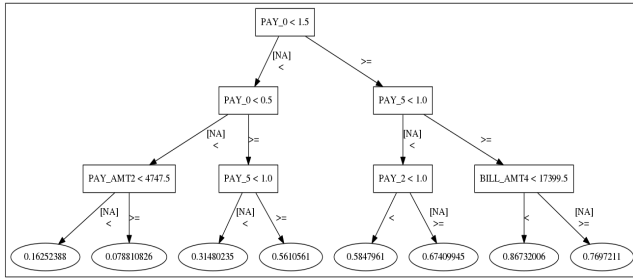 PAY_0 < 1.5
[NA]
<
>=
PAY_0 < 0.5
PAY_5 < 1.0
[NA]
<
>=
[NA]
<
>=
PAY_AMT2 < 4747.5
PAY_5 < 1.0
PAY_2 < 1.0
BILL_AMT4 < 17399.5
[NA]
<
>=
[NA]
<
>=
<
[NA]
>=
<
[NA]
>=
0.16252388
0.078810826
0.31480235
0.5610561
0.5847961
0.67409945
0.86732006
0.7697211